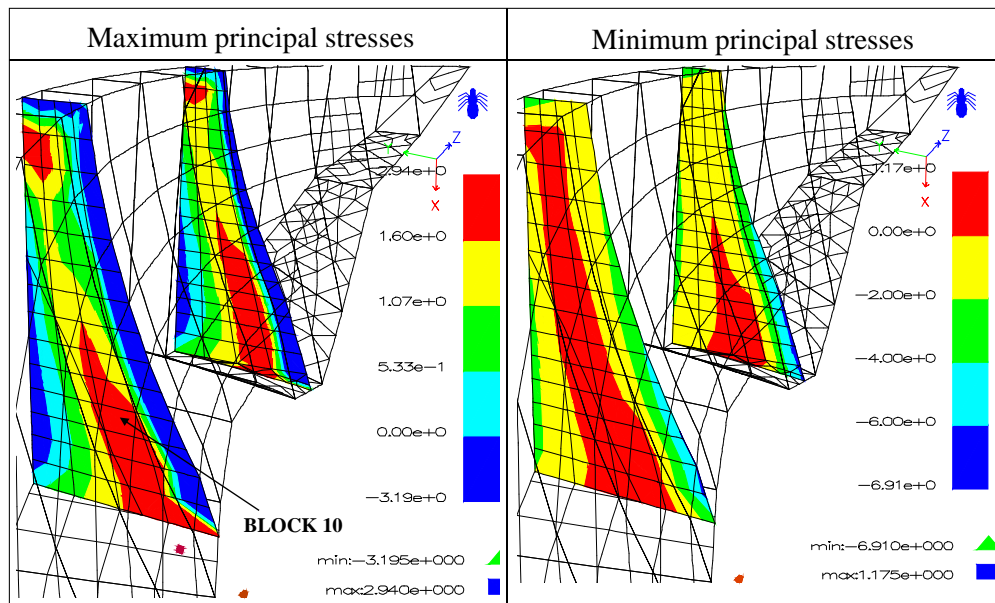 Maximum principal stresses
Minimum principal stresses
Y
Z
X
2.94e+0
1.60e+0
1.07e+0
5.33e−1
0.00e+0
−3.19e+0
BLOCK 10
min:−3.195e+000
max:2.940e+000
Z
X
.17e+0
0.00e+0
−2.00e+0
−4.00e+0
−6.00e+0
−6.91e+0
min:−6.910e+000
max:1.175e+000